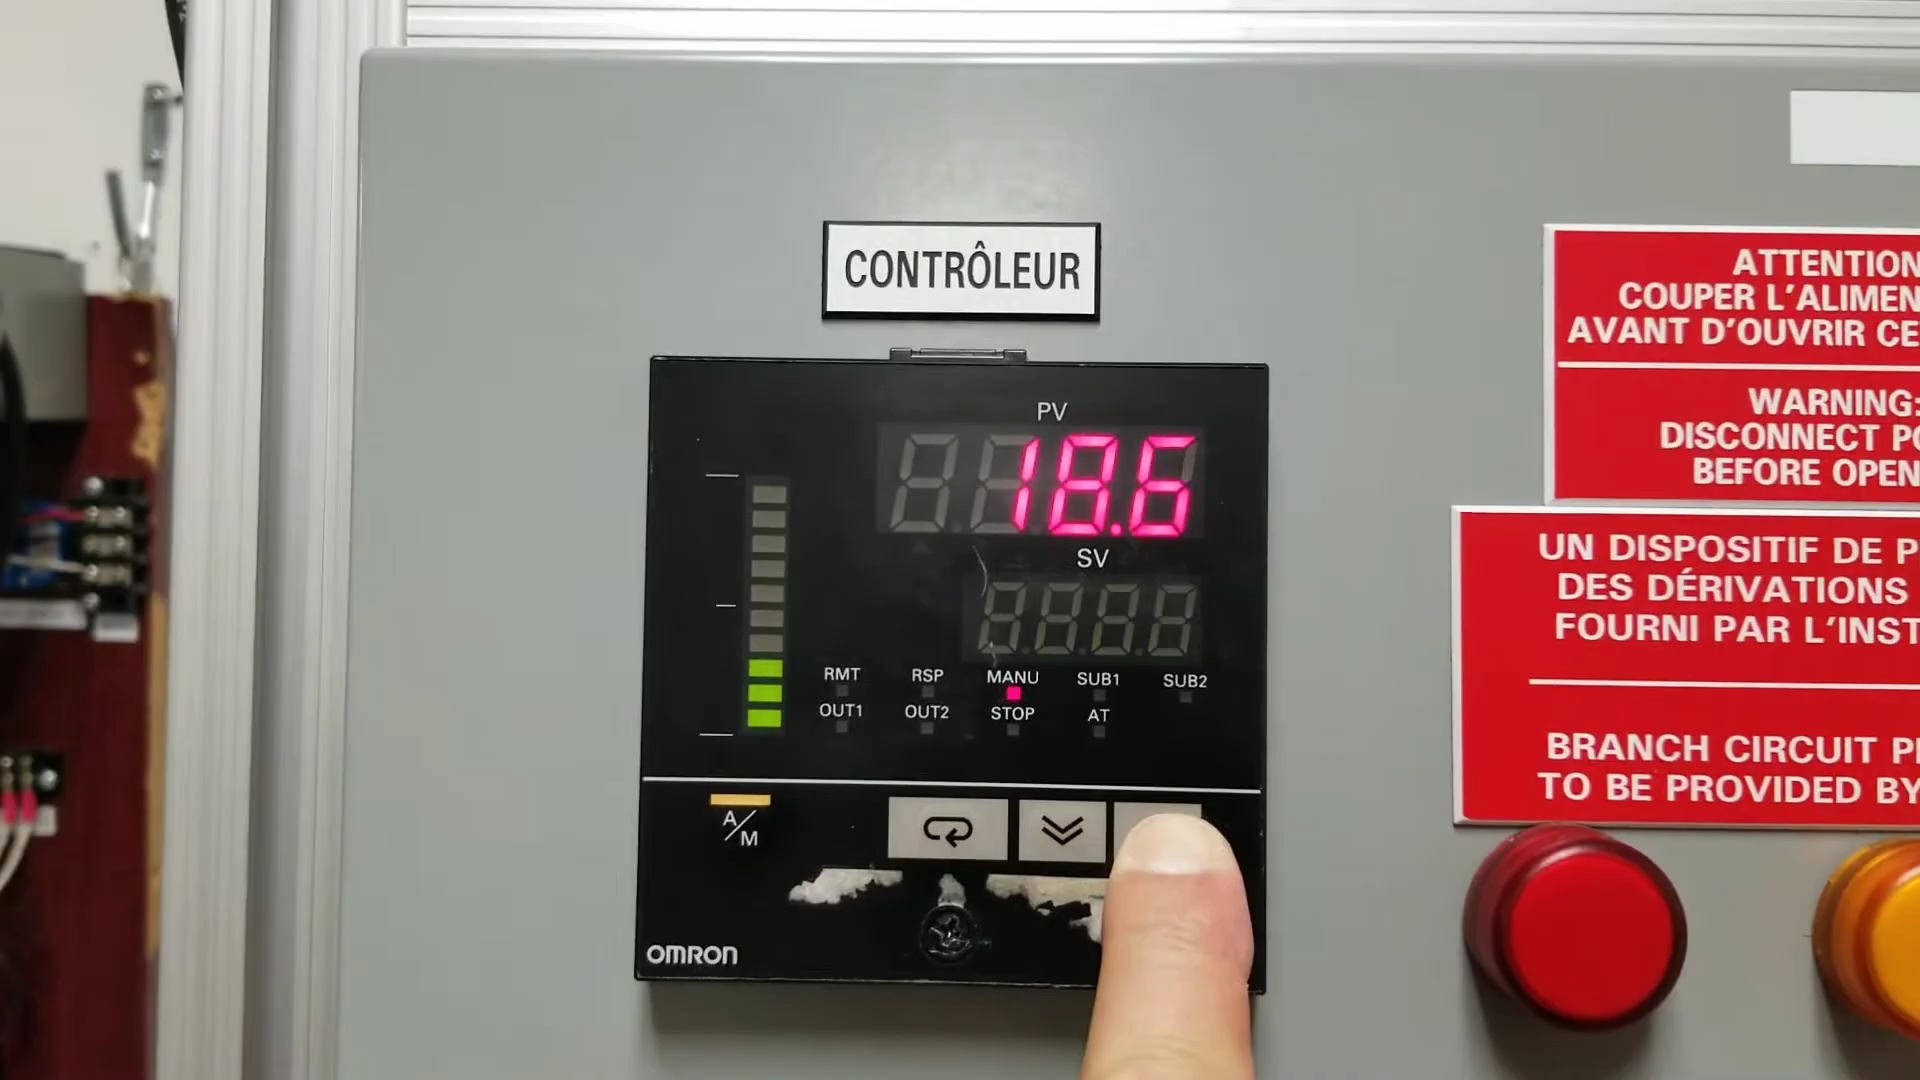 CONTRÔLEUR
PV
18.6
SV
RMT RSP MANU SUB1 SUB2
OUT1 OUT2 STOP AT
A/M
OMRON
ATTENTION
COUPER L'ALIMEN
AVANT D'OUVRIR CE
WARNING:
DISCONNECT PO
BEFORE OPEN
UN DISPOSITIF DE P
DES DÉRIVATIONS
FOURNI PAR L'INST
BRANCH CIRCUIT P
TO BE PROVIDED BY